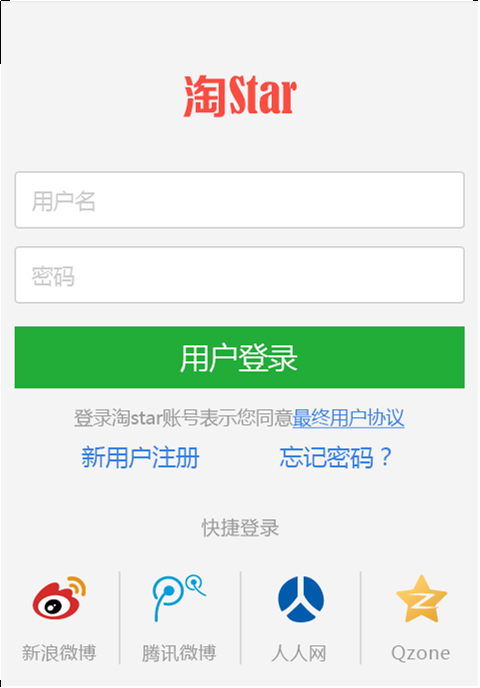 淘Star
用户名
密码
用户登录
登录淘star账号表示您同意最终用户协议
新用户注册 忘记密码？
快捷登录
新浪微博 腾讯微博 人人网 Qzone